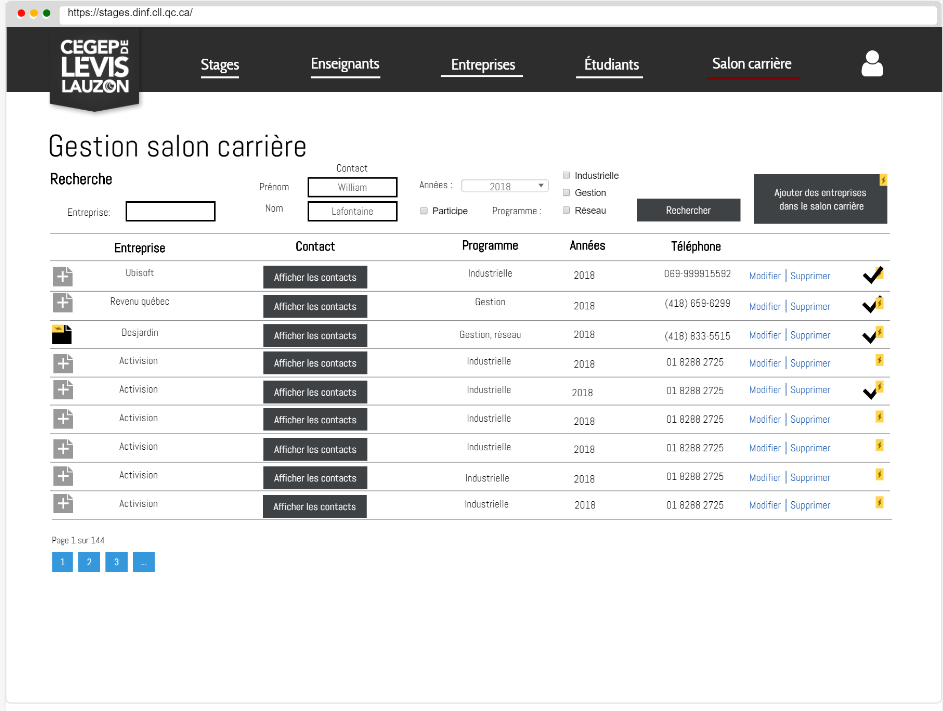 https://stages.dinf.cll.qc.ca/
CEGEP DE
LEVIS
LAUZON
Stages Enseignants Entreprises Étudiants Salon carrière
Gestion salon carrière
Recherche
Contact
Prénom William
Nom Lafontaine
Entreprise:
Années : 2018
Participe Programme :
Industrielle
Gestion
Réseau
Rechercher
Ajouter des entreprises
dans le salon carrière
Entreprise Contact Programme Années Téléphone
Ubisoft Afficher les contacts Industrielle 2018 069-999915592 Modifier | Supprimer
Revenu québec Afficher les contacts Gestion 2018 (418) 659-6299 Modifier | Supprimer
Desjardin Afficher les contacts Gestion, réseau 2018 (418) 833-5515 Modifier | Supprimer
Activision Afficher les contacts Industrielle 2018 01 8288 2725 Modifier | Supprimer
Activision Afficher les contacts Industrielle 2018 01 8288 2725 Modifier | Supprimer
Activision Afficher les contacts Industrielle 2018 01 8288 2725 Modifier | Supprimer
Activision Afficher les contacts Industrielle 2018 01 8288 2725 Modifier | Supprimer
Activision Afficher les contacts Industrielle 2018 01 8288 2725 Modifier | Supprimer
Activision Afficher les contacts Industrielle 2018 01 8288 2725 Modifier | Supprimer
Page 1 sur 144
1 2 3 ...